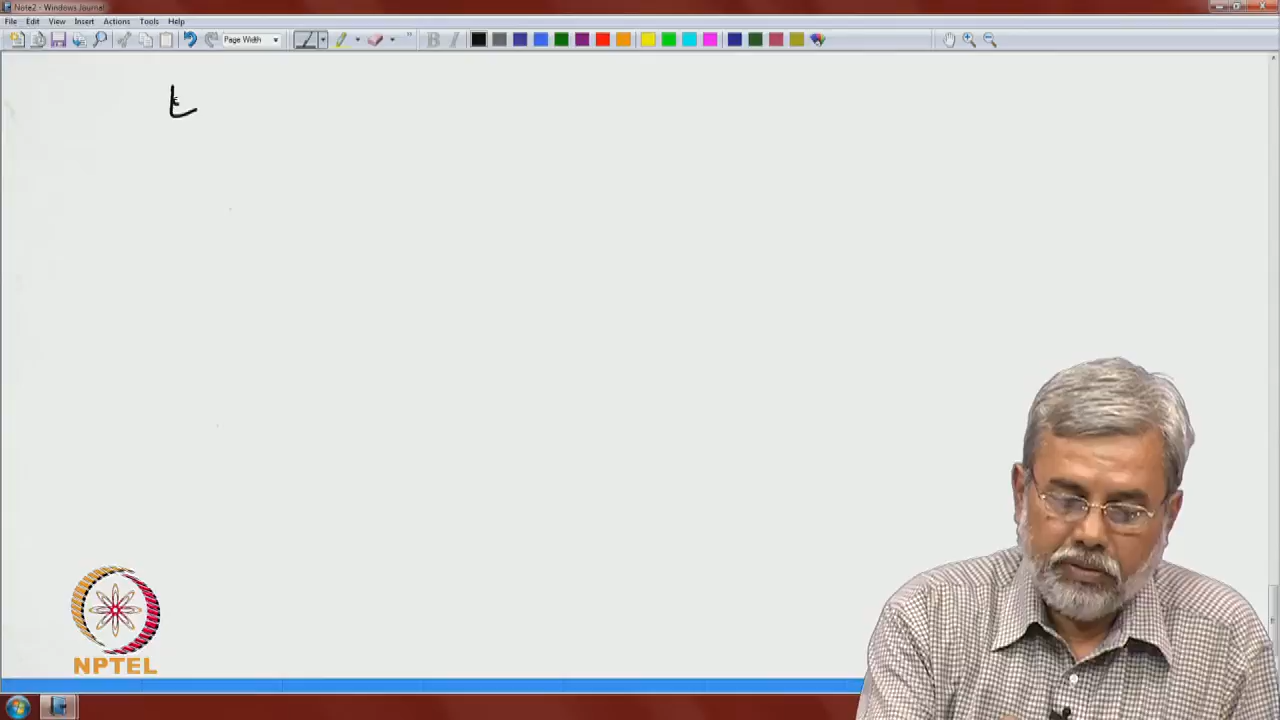 Note2 - Windows Journal
File Edit View Insert Actions Tools Help
Page Width
B I
NPTEL